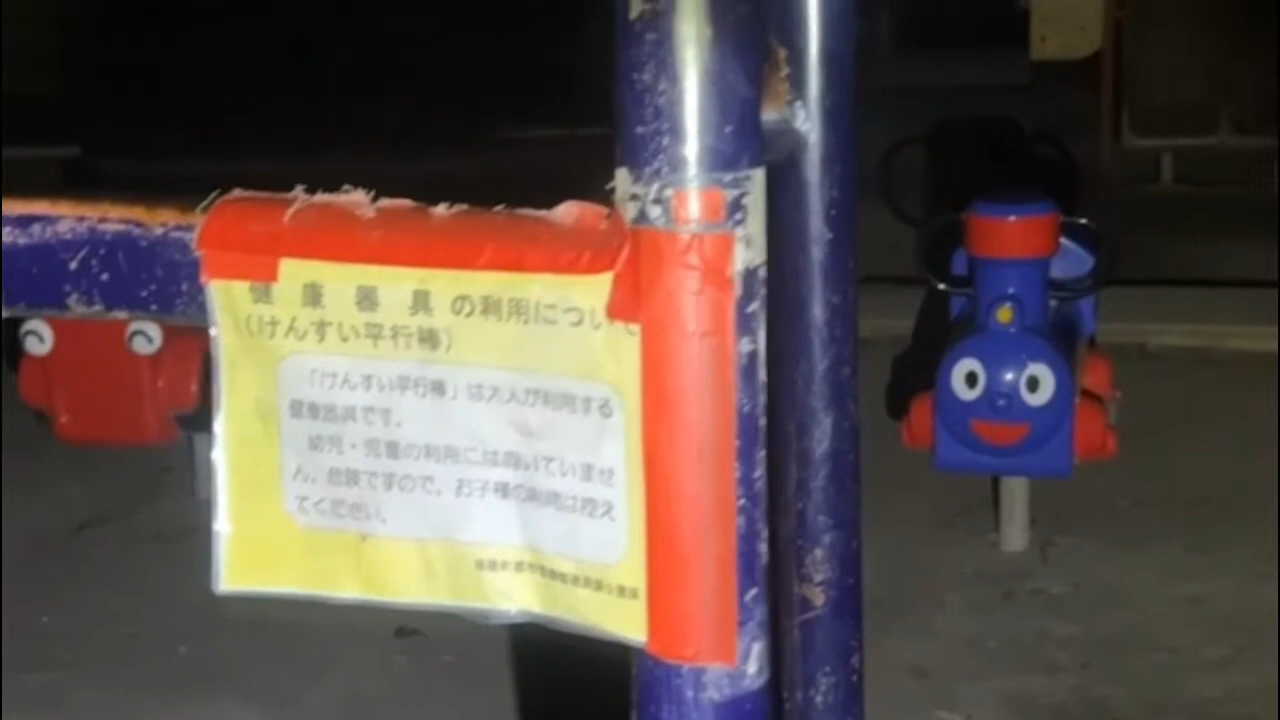 健康器具の利用について
（けんすい平行棒）
「けんすい平行棒」は大人が利用する
健康器具です。
幼児・児童の利用には向いていませ
ん。危険ですので、お子様の利用は控え
てください。